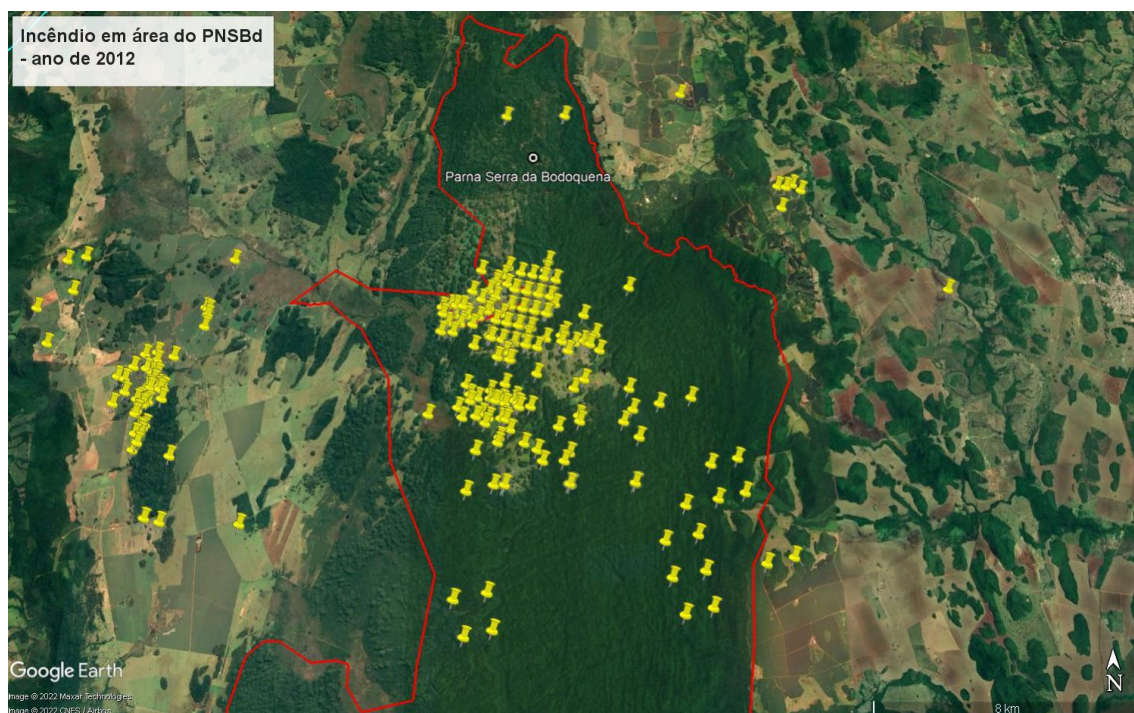 Incêndio em área do PNSBd
- ano de 2012
Parna Serra da Bodoquena
Google Earth
Image © 2022 Maxar Technologies
Image © 2022 CNES / Airbus
N
8 km